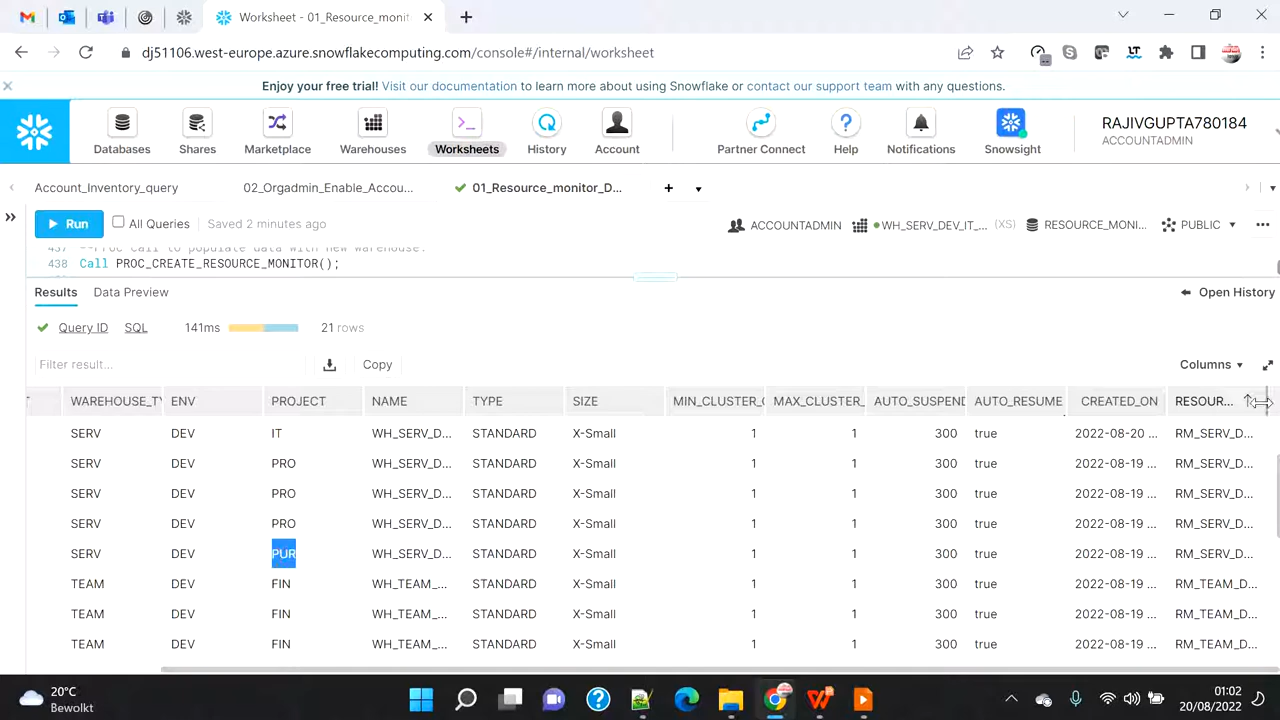 Worksheet - 01_Resource_monit
dj51106.west-europe.azure.snowflakecomputing.com/console#/internal/worksheet
Enjoy your free trial! Visit our documentation to learn more about using Snowflake or contact our support team with any questions.
Databases Shares Marketplace Warehouses Worksheets History Account Partner Connect Help Notifications Snowsight
RAJIVGUPTA780184
ACCOUNTADMIN
Account_Inventory_query 02_Orgadmin_Enable_Accou... 01_Resource_monitor_D...
Run All Queries Saved 2 minutes ago ACCOUNTADMIN WH_SERV_DEV_IT_... (XS) RESOURCE_MONI... PUBLIC
437 --Proc Call to populate data with new warehouse.
438 Call PROC_CREATE_RESOURCE_MONITOR();
Results Data Preview Open History
Query ID SQL 141ms 21 rows
Filter result... Copy Columns
T WAREHOUSE_TY ENV PROJECT NAME TYPE SIZE MIN_CLUSTER_C MAX_CLUSTER_ AUTO_SUSPEND AUTO_RESUME CREATED_ON RESOUR...
SERV DEV IT WH_SERV_D... STANDARD X-Small 1 1 300 true 2022-08-20 ... RM_SERV_D...
SERV DEV PRO WH_SERV_D... STANDARD X-Small 1 1 300 true 2022-08-19 ... RM_SERV_D...
SERV DEV PRO WH_SERV_D... STANDARD X-Small 1 1 300 true 2022-08-19 ... RM_SERV_D...
SERV DEV PRO WH_SERV_D... STANDARD X-Small 1 1 300 true 2022-08-19 ... RM_SERV_D...
SERV DEV PUR WH_SERV_D... STANDARD X-Small 1 1 300 true 2022-08-19 ... RM_SERV_D...
TEAM DEV FIN WH_TEAM_... STANDARD X-Small 1 1 300 true 2022-08-19 ... RM_TEAM_D...
TEAM DEV FIN WH_TEAM_... STANDARD X-Small 1 1 300 true 2022-08-19 ... RM_TEAM_D...
TEAM DEV FIN WH_TEAM_... STANDARD X-Small 1 1 300 true 2022-08-19 ... RM_TEAM_D...
20°C
Bewolkt
01:02
20/08/2022